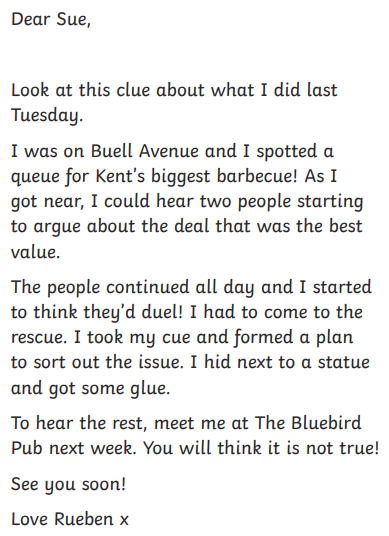 Dear Sue,
Look at this clue about what I did last
Tuesday.
I was on Buell Avenue and I spotted a
queue for Kent's biggest barbecue! As I
got near, I could hear two people starting
to argue about the deal that was the best
value.
The people continued all day and I started
to think they'd duel! I had to come to the
rescue. I took my cue and formed a plan
to sort out the issue. I hid next to a statue
and got some glue.
To hear the rest, meet me at The Bluebird
Pub next week. You will think it is not true!
See you soon!
Love Rueben x